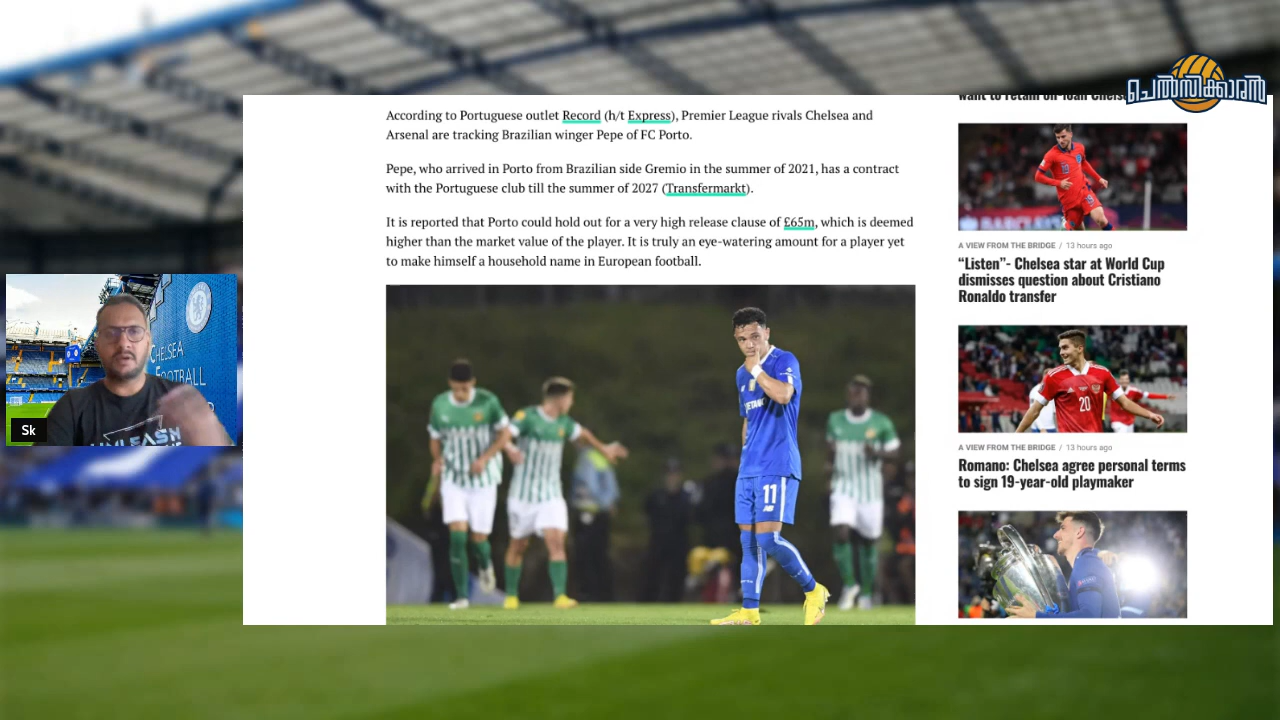 ചെൽസിക്കാരൻ
According to Portuguese outlet Record (h/t Express), Premier League rivals Chelsea and
Arsenal are tracking Brazilian winger Pepe of FC Porto.
Pepe, who arrived in Porto from Brazilian side Gremio in the summer of 2021, has a contract
with the Portuguese club till the summer of 2027 (Transfermarkt).
It is reported that Porto could hold out for a very high release clause of £65m, which is deemed
higher than the market value of the player. It is truly an eye-watering amount for a player yet
to make himself a household name in European football.
11
CHELSEA
FOOTBALL
Sk
A VIEW FROM THE BRIDGE / 13 hours ago
“Listen”- Chelsea star at World Cup
dismisses question about Cristiano
Ronaldo transfer
20
A VIEW FROM THE BRIDGE / 13 hours ago
Romano: Chelsea agree personal terms
to sign 19-year-old playmaker